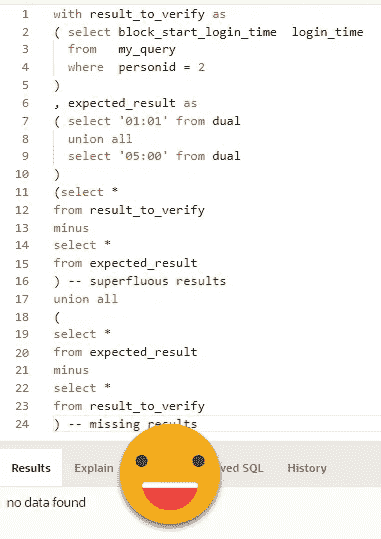 1 with result_to_verify as
2 ( select block_start_login_time  login_time
3 from   my_query
4 where  personid = 2
5 )
6 , expected_result as
7 ( select '01:01' from dual
8 union all
9 select '05:00' from dual
10 )
11 (select *
12 from result_to_verify
13 minus
14 select *
15 from expected_result
16 ) -- superfluous results
17 union all
18 (
19 select *
20 from expected_result
21 minus
22 select *
23 from result_to_verify
24 ) -- missing results
Results Explain SQL History
no data found